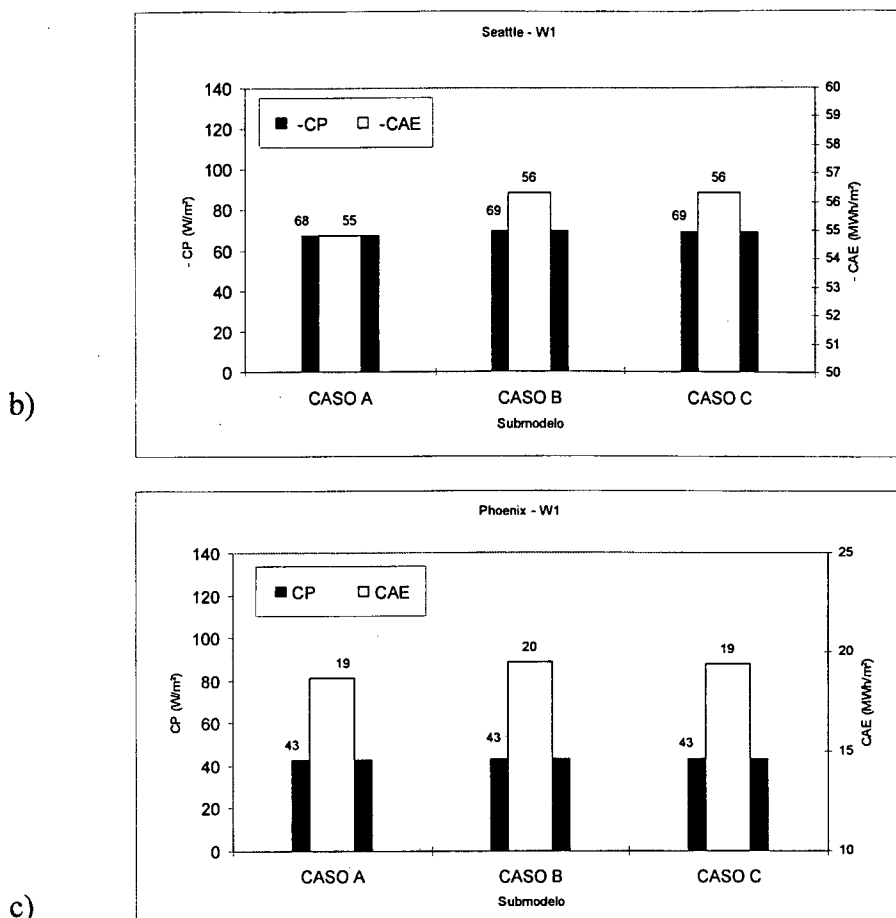 Seattle - W1
140
120
100
80
60
40
20
0
- CP (W/m²)
-CP -CAE
68 55
69 56
69 56
60
59
58
57
56
55
54
53
52
51
50
- CAE (MWh/m²)
CASO A CASO B CASO C
Submodelo
b)
Phoenix - W1
140
120
100
80
60
40
20
0
CP (W/m²)
CP CAE
43 19
43 20
43 19
25
20
15
10
CAE (MWh/m²)
CASO A CASO B CASO C
Submodelo
c)